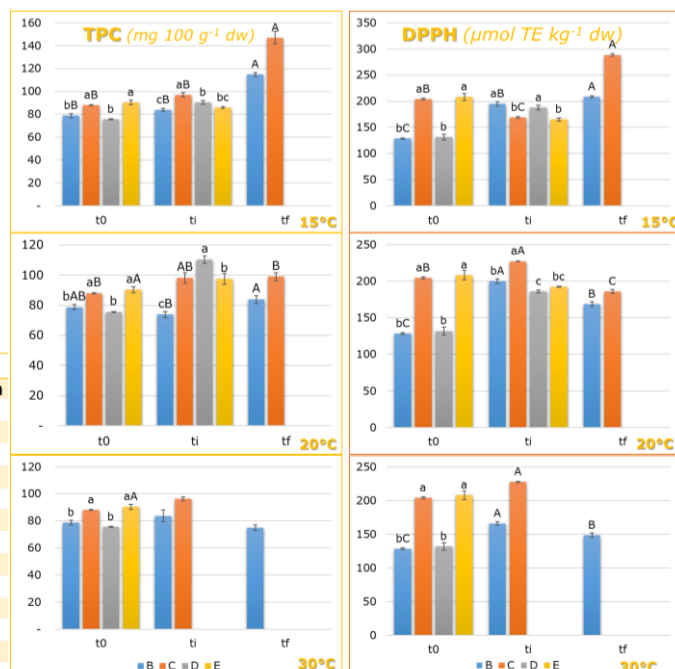 TPC (mg 100 g⁻¹ dw)
160
140
120
100
80
60
40
20
-
bB aB b a cB aB b bc A A
t0 ti tf 15°C
DPPH (µmol TE kg⁻¹ dw)
350
300
250
200
150
100
50
0
bC aB b a bA bC a b A A
t0 ti tf 15°C
120
100
80
60
40
20
-
bAB aB b aA cB AB a b A B
t0 ti tf 20°C
250
200
150
100
50
0
bC aB b a bA aA c bc B C
t0 ti tf 20°C
120
100
80
60
40
20
-
b a b aA
t0 ti tf
B C D E 30°C
250
200
150
100
50
0
bC a b a A A B
t0 ti tf
B C D E 30°C